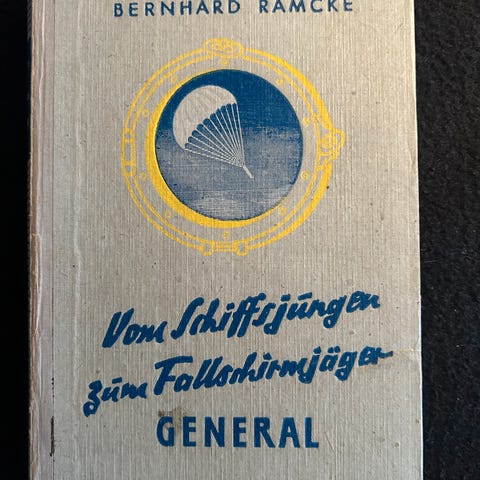 BERNHARD RAMCKE
Vom Schiffsjungen
zum Fallschirmjäger
GENERAL